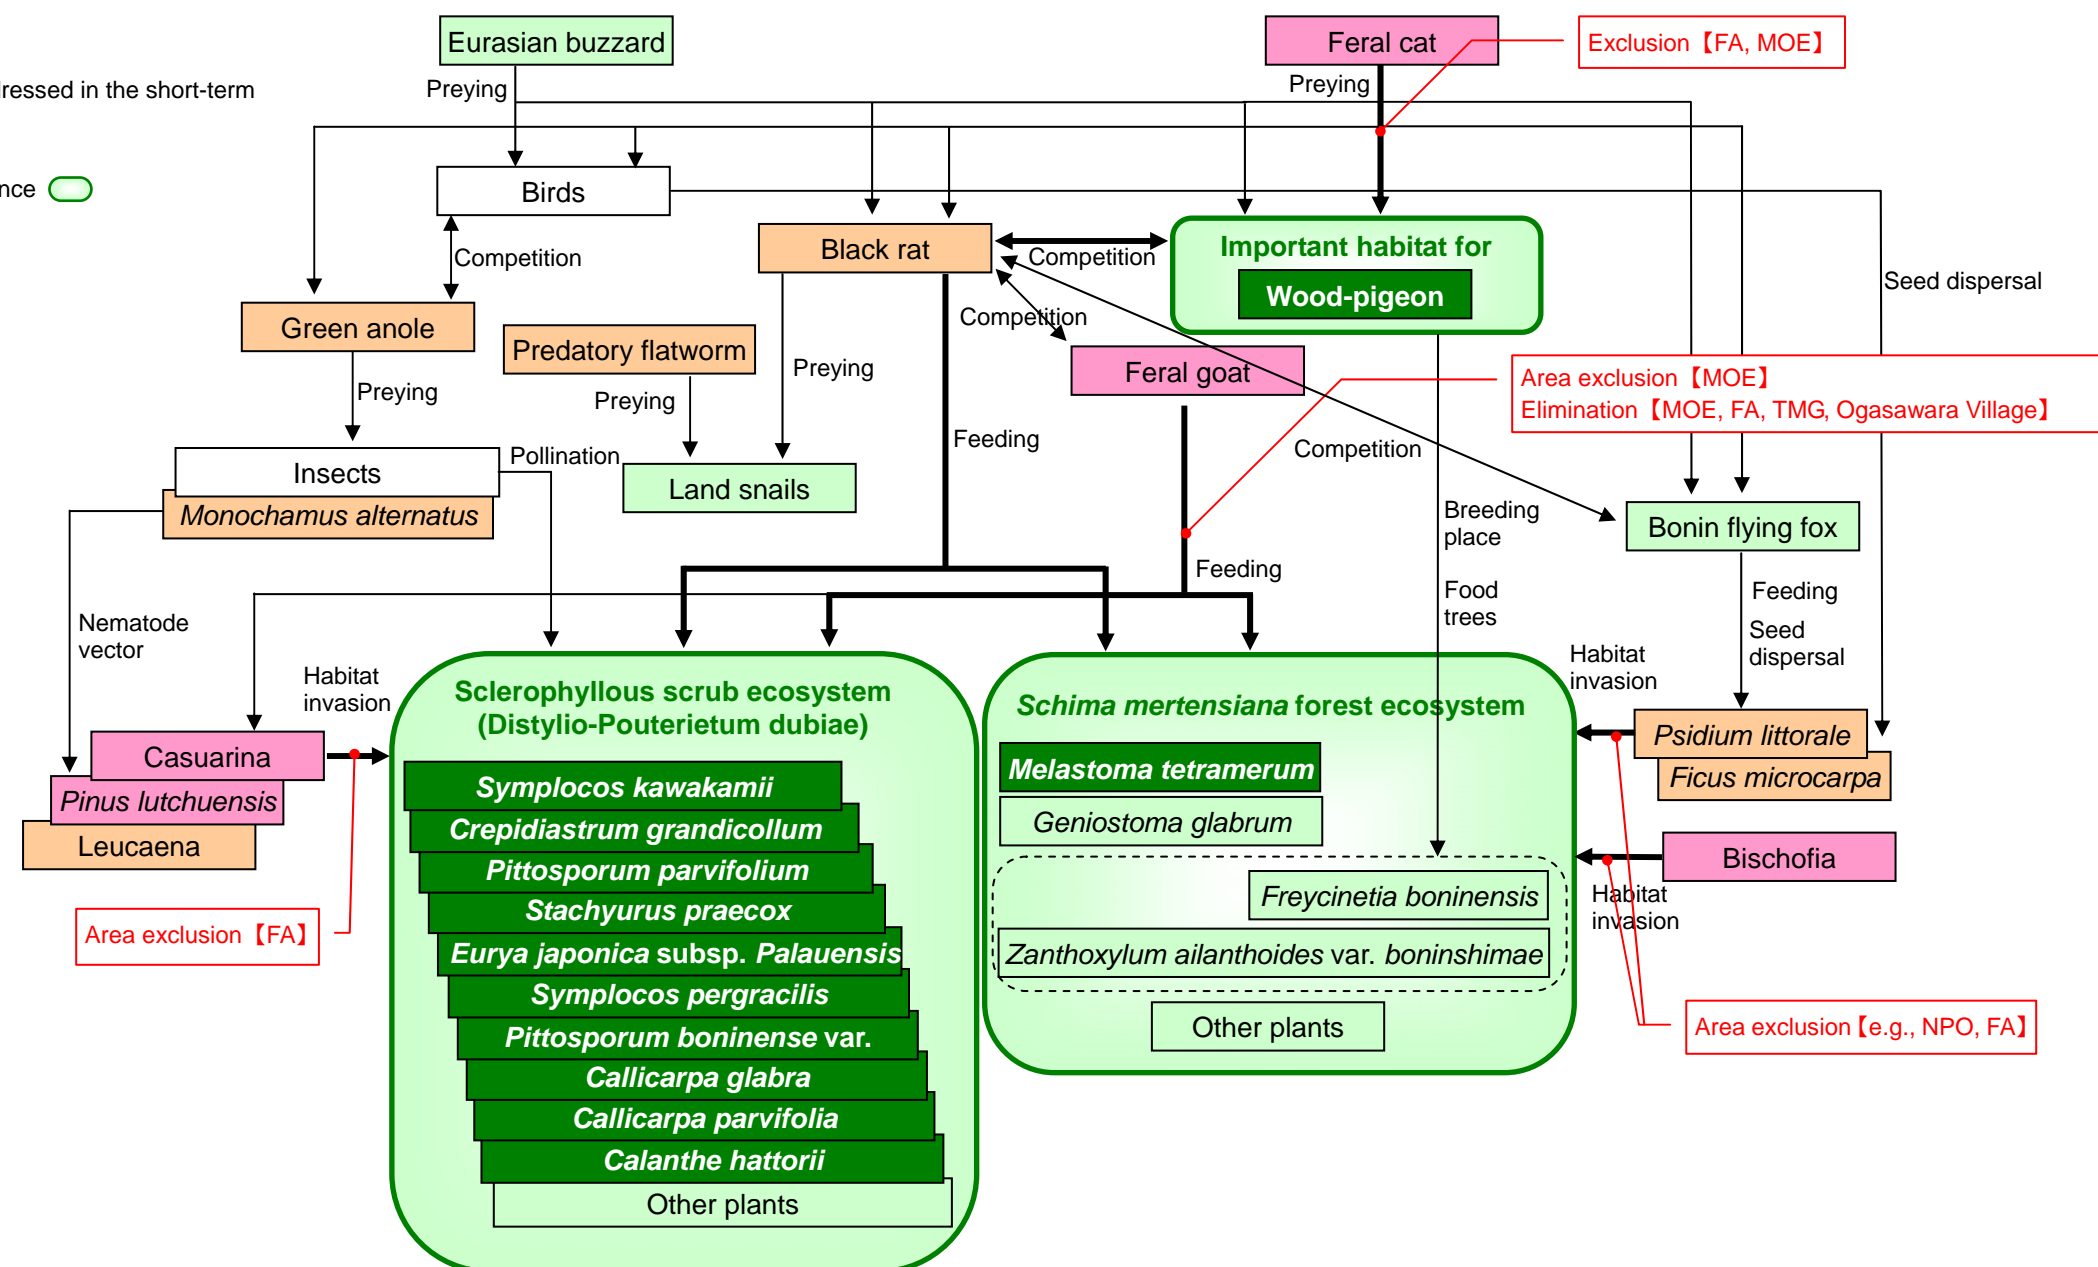 Eurasian buzzard
Feral cat
Exclusion【FA, MOE】
ressed in the short-term
Preying
Preying
nce
Birds
Black rat
Competition
Competition
Important habitat for
Wood-pigeon
Seed dispersal
Green anole
Predatory flatworm
Competition
Feral goat
Preying
Preying
Preying
Area exclusion【MOE】
Elimination【MOE, FA, TMG, Ogasawara Village】
Feeding
Competition
Insects
Pollination
Monochamus alternatus
Land snails
Breeding
place
Bonin flying fox
Feeding
Food
trees
Feeding
Seed
dispersal
Nematode
vector
Habitat
invasion
Habitat
invasion
Sclerophyllous scrub ecosystem
(Distylio-Pouterietum dubiae)
Schima mertensiana forest ecosystem
Casuarina
Pinus lutchuensis
Leucaena
Psidium littorale
Ficus microcarpa
Symplocos kawakamii
Crepidiastrum grandicollum
Pittosporum parvifolium
Stachyurus praecox
Eurya japonica subsp. Palauensis
Symplocos pergracilis
Pittosporum boninense var.
Callicarpa glabra
Callicarpa parvifolia
Calanthe hattorii
Other plants
Melastoma tetramerum
Geniostoma glabrum
Freycinetia boninensis
Zanthoxylum ailanthoides var. boninshimae
Other plants
Bischofia
Habitat
invasion
Area exclusion【FA】
Area exclusion【e.g., NPO, FA】